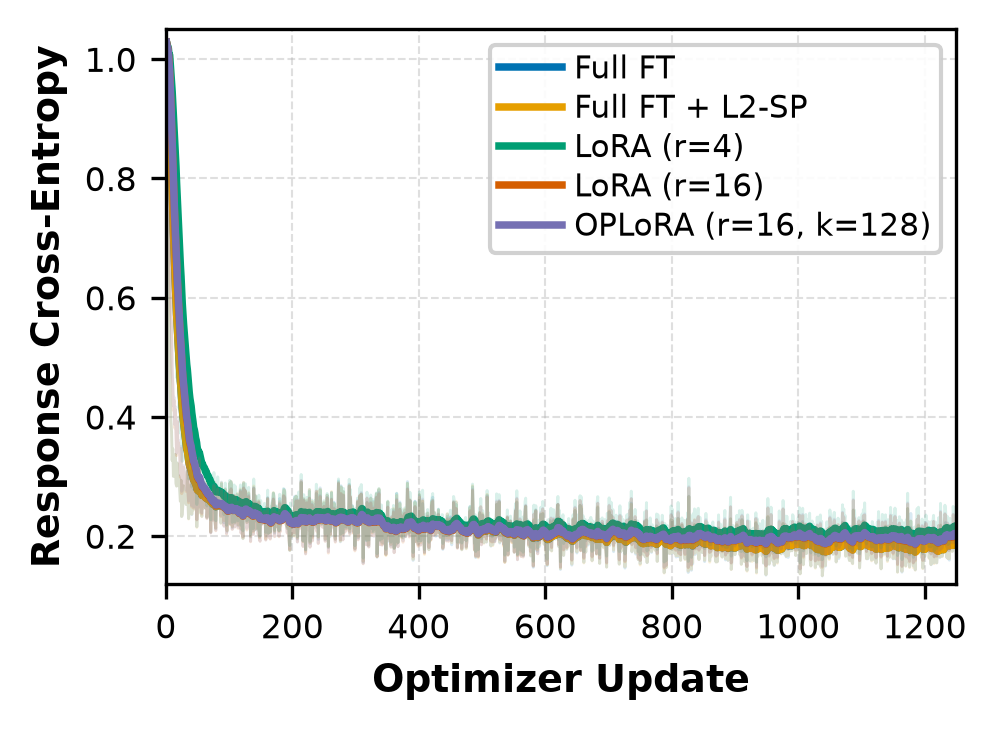 1.0
0.8
0.6
0.4
0.2
Response Cross-Entropy
Full FT
Full FT + L2-SP
LoRA (r=4)
LoRA (r=16)
OPLoRA (r=16, k=128)
0 200 400 600 800 1000 1200
Optimizer Update